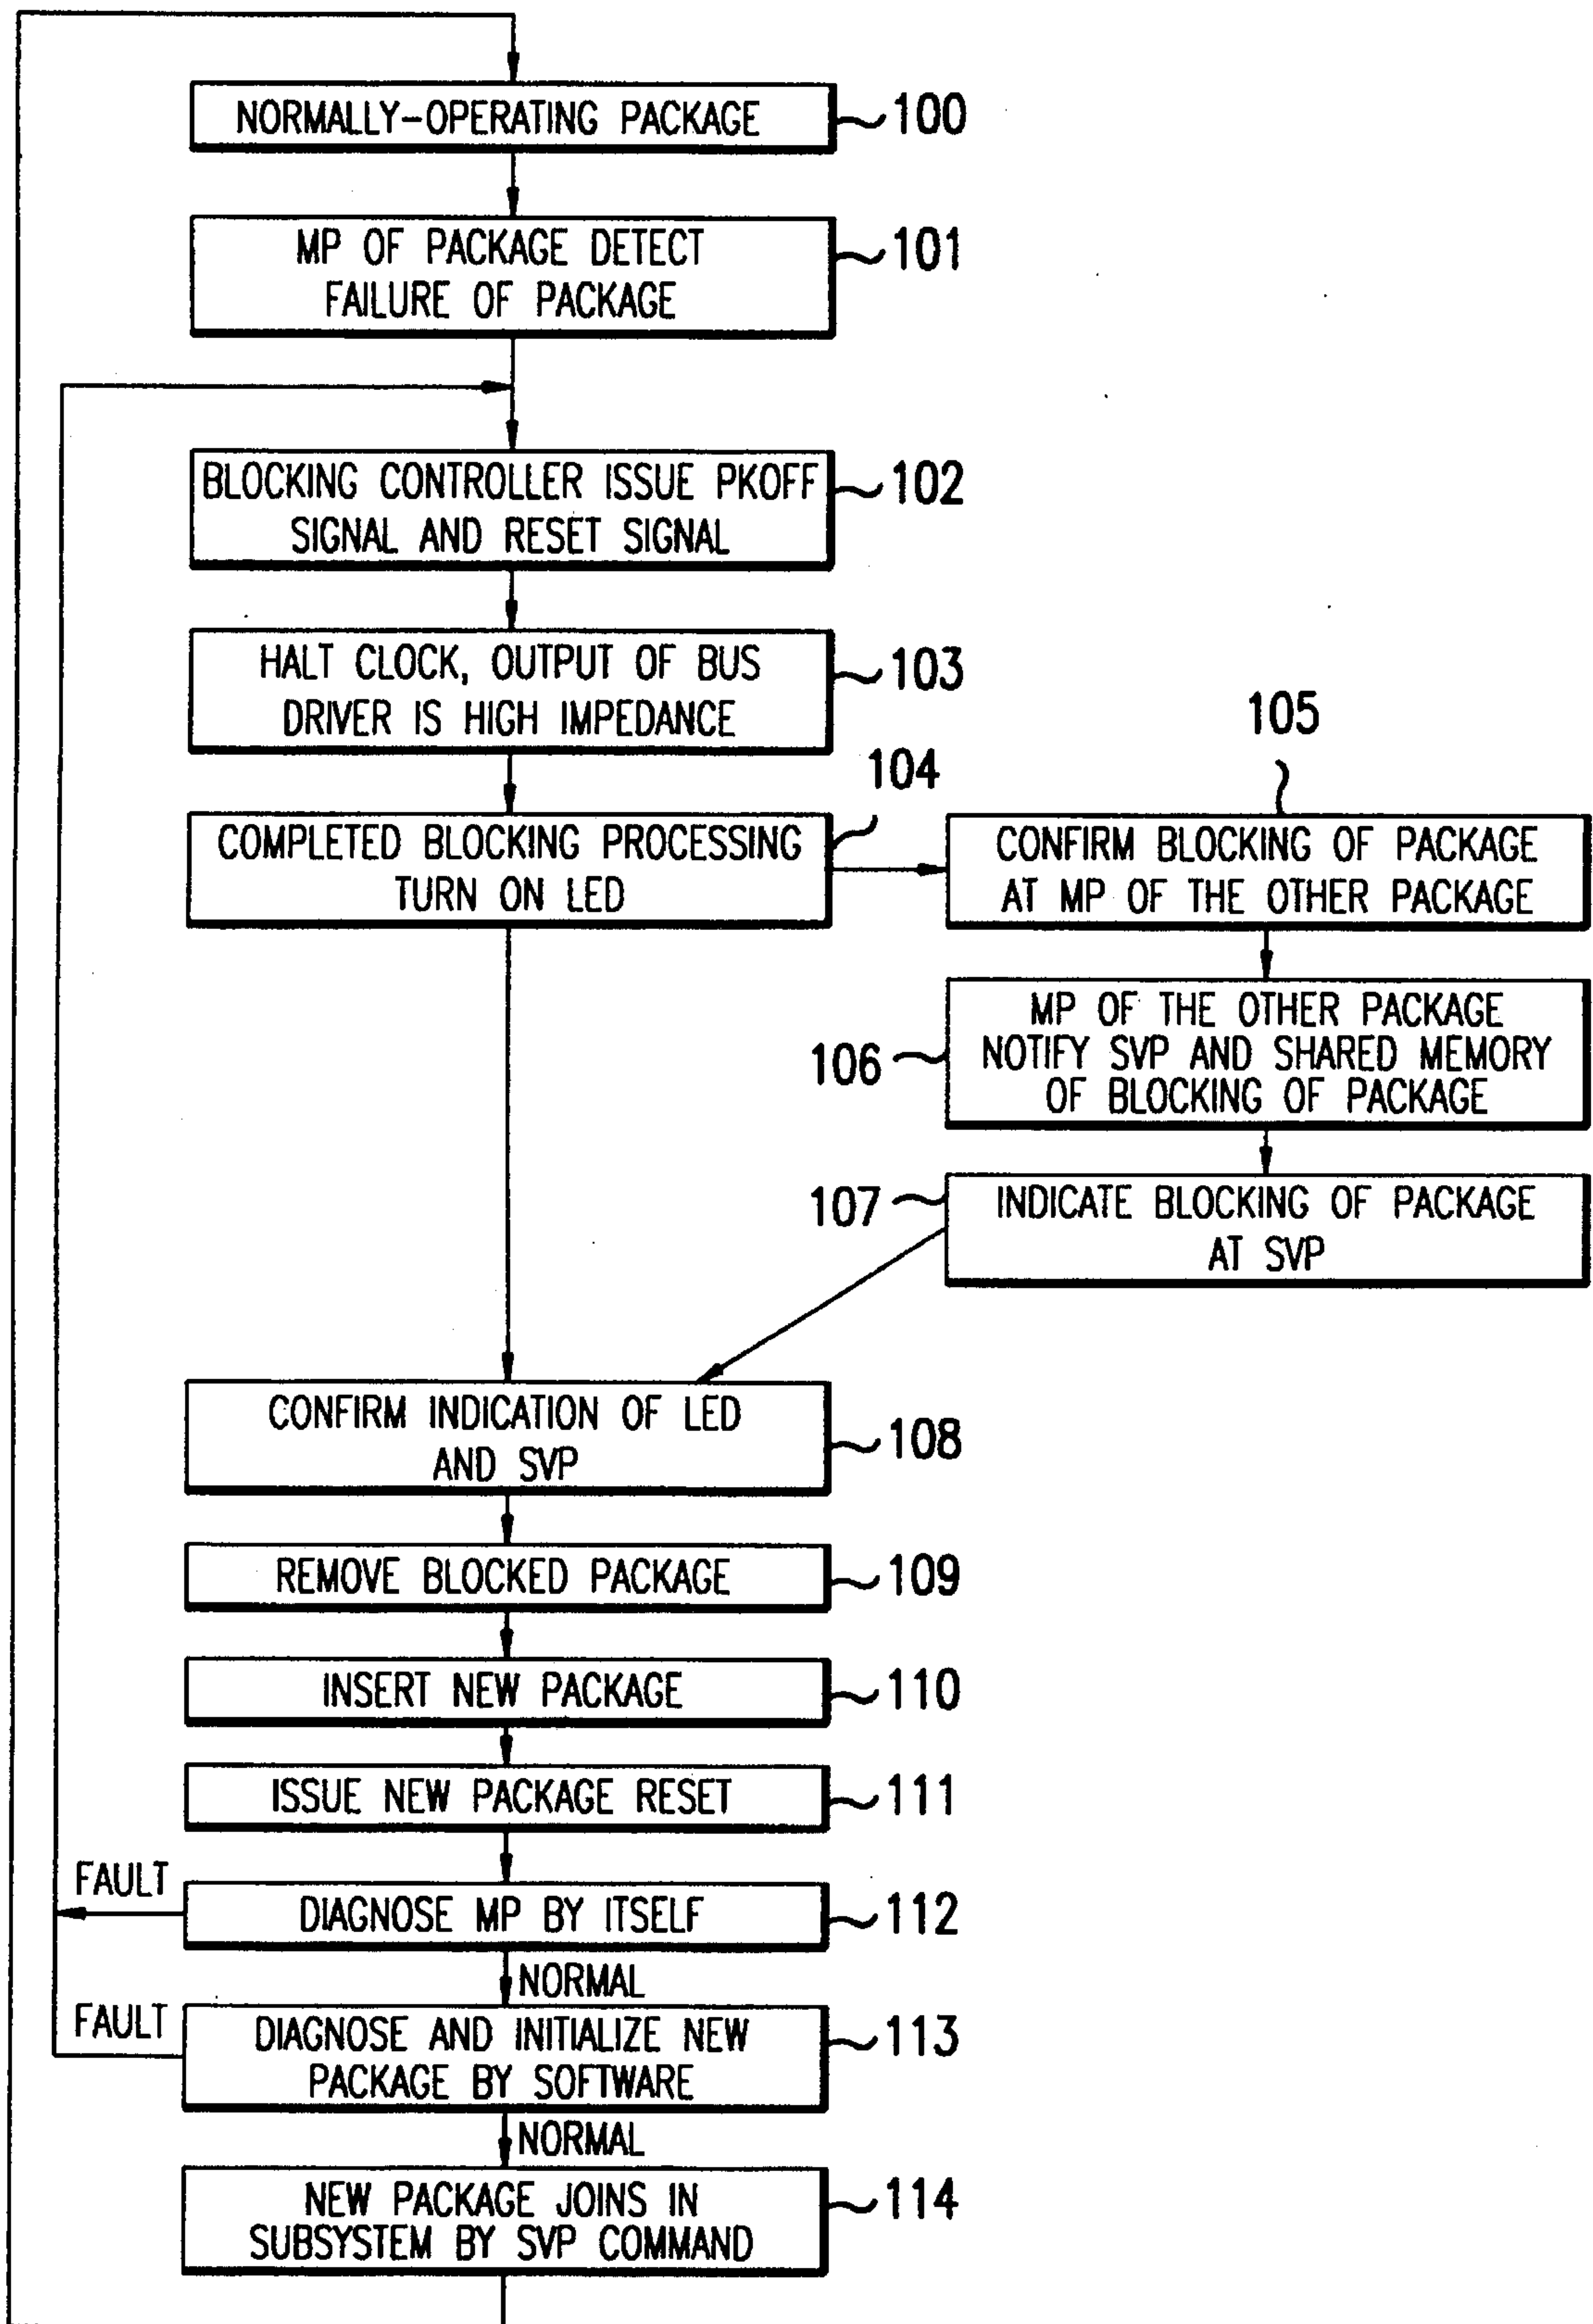 NORMALLY-OPERATING PACKAGE
100
MP OF PACKAGE DETECT
FAILURE OF PACKAGE
101
BLOCKING CONTROLLER ISSUE PKOFF
SIGNAL AND RESET SIGNAL
102
HALT CLOCK, OUTPUT OF BUS
DRIVER IS HIGH IMPEDANCE
103
COMPLETED BLOCKING PROCESSING
TURN ON LED
104
105
CONFIRM BLOCKING OF PACKAGE
AT MP OF THE OTHER PACKAGE
106
MP OF THE OTHER PACKAGE
NOTIFY SVP AND SHARED MEMORY
OF BLOCKING OF PACKAGE
107
INDICATE BLOCKING OF PACKAGE
AT SVP
CONFIRM INDICATION OF LED
AND SVP
108
REMOVE BLOCKED PACKAGE
109
INSERT NEW PACKAGE
110
ISSUE NEW PACKAGE RESET
111
FAULT
DIAGNOSE MP BY ITSELF
112
NORMAL
FAULT
DIAGNOSE AND INITIALIZE NEW
PACKAGE BY SOFTWARE
113
NORMAL
NEW PACKAGE JOINS IN
SUBSYSTEM BY SVP COMMAND
114